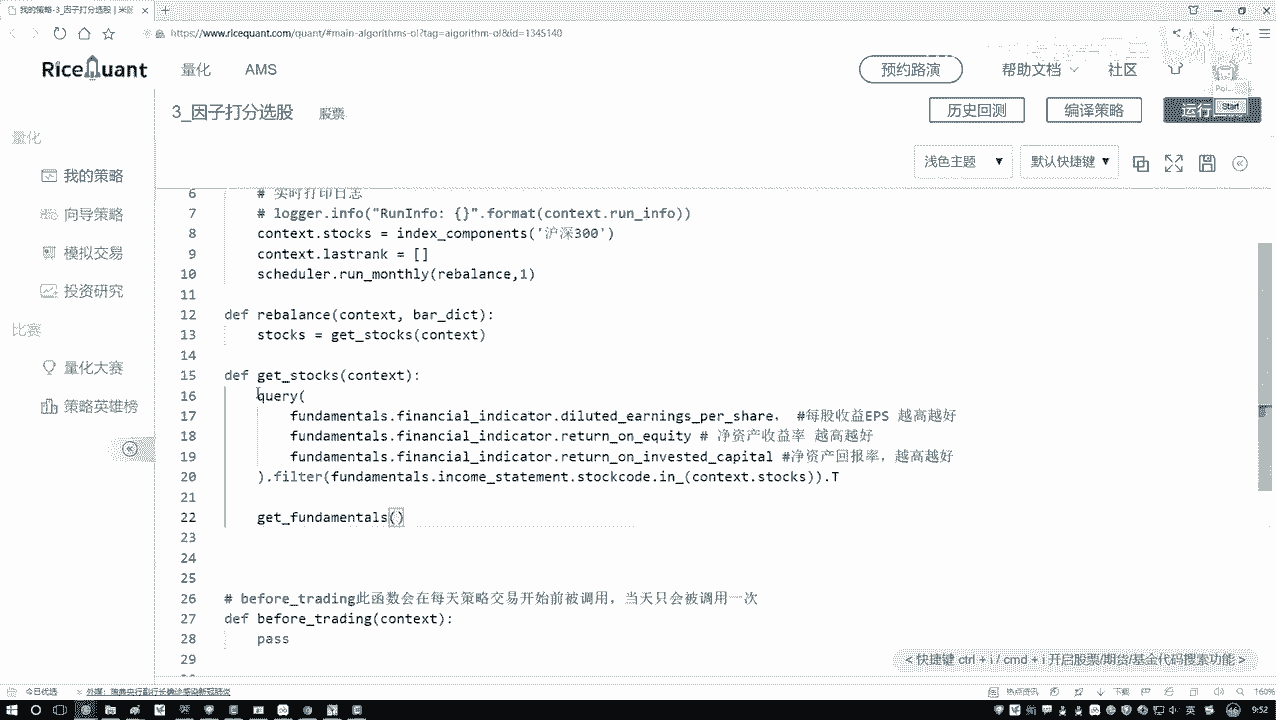 我的策略-3_因子打分选股 | 米筐
https://www.ricequant.com/quant/#main-algorithms-ol?tag=algorithm-ol&id=1345140
RiceQuant 量化 AMS 预约路演 帮助文档 社区
3_因子打分选股 股票 历史回测 编译策略 运行 Start
量化 浅色主题 默认快捷键
我的策略
向导策略
模拟交易
投资研究
比赛
量化大赛
策略英雄榜
6 # 实时打印日志
7 # logger.info("RunInfo: {}".format(context.run_info))
8 context.stocks = index_components('沪深300')
9 context.lastrank = []
10 scheduler.run_monthly(rebalance,1)
11
12 def rebalance(context, bar_dict):
13 stocks = get_stocks(context)
14
15 def get_stocks(context):
16 query(
17 fundamentals.financial_indicator.diluted_earnings_per_share， #每股收益EPS 越高越好
18 fundamentals.financial_indicator.return_on_equity # 净资产收益率 越高越好
19 fundamentals.financial_indicator.return_on_invested_capital #净资产回报率，越高越好
20 ).filter(fundamentals.income_statement.stockcode.in_(context.stocks)).T
21
22 get_fundamentals()
23
24
25
26 # before_trading此函数会在每天策略交易开始前被调用，当天只会被调用一次
27 def before_trading(context):
28 pass
29
< 快捷键 ctrl + i / cmd + i 开启股票/期货/基金代码搜索功能 >
今日优选 热点资讯 下载 160%
英 9:52